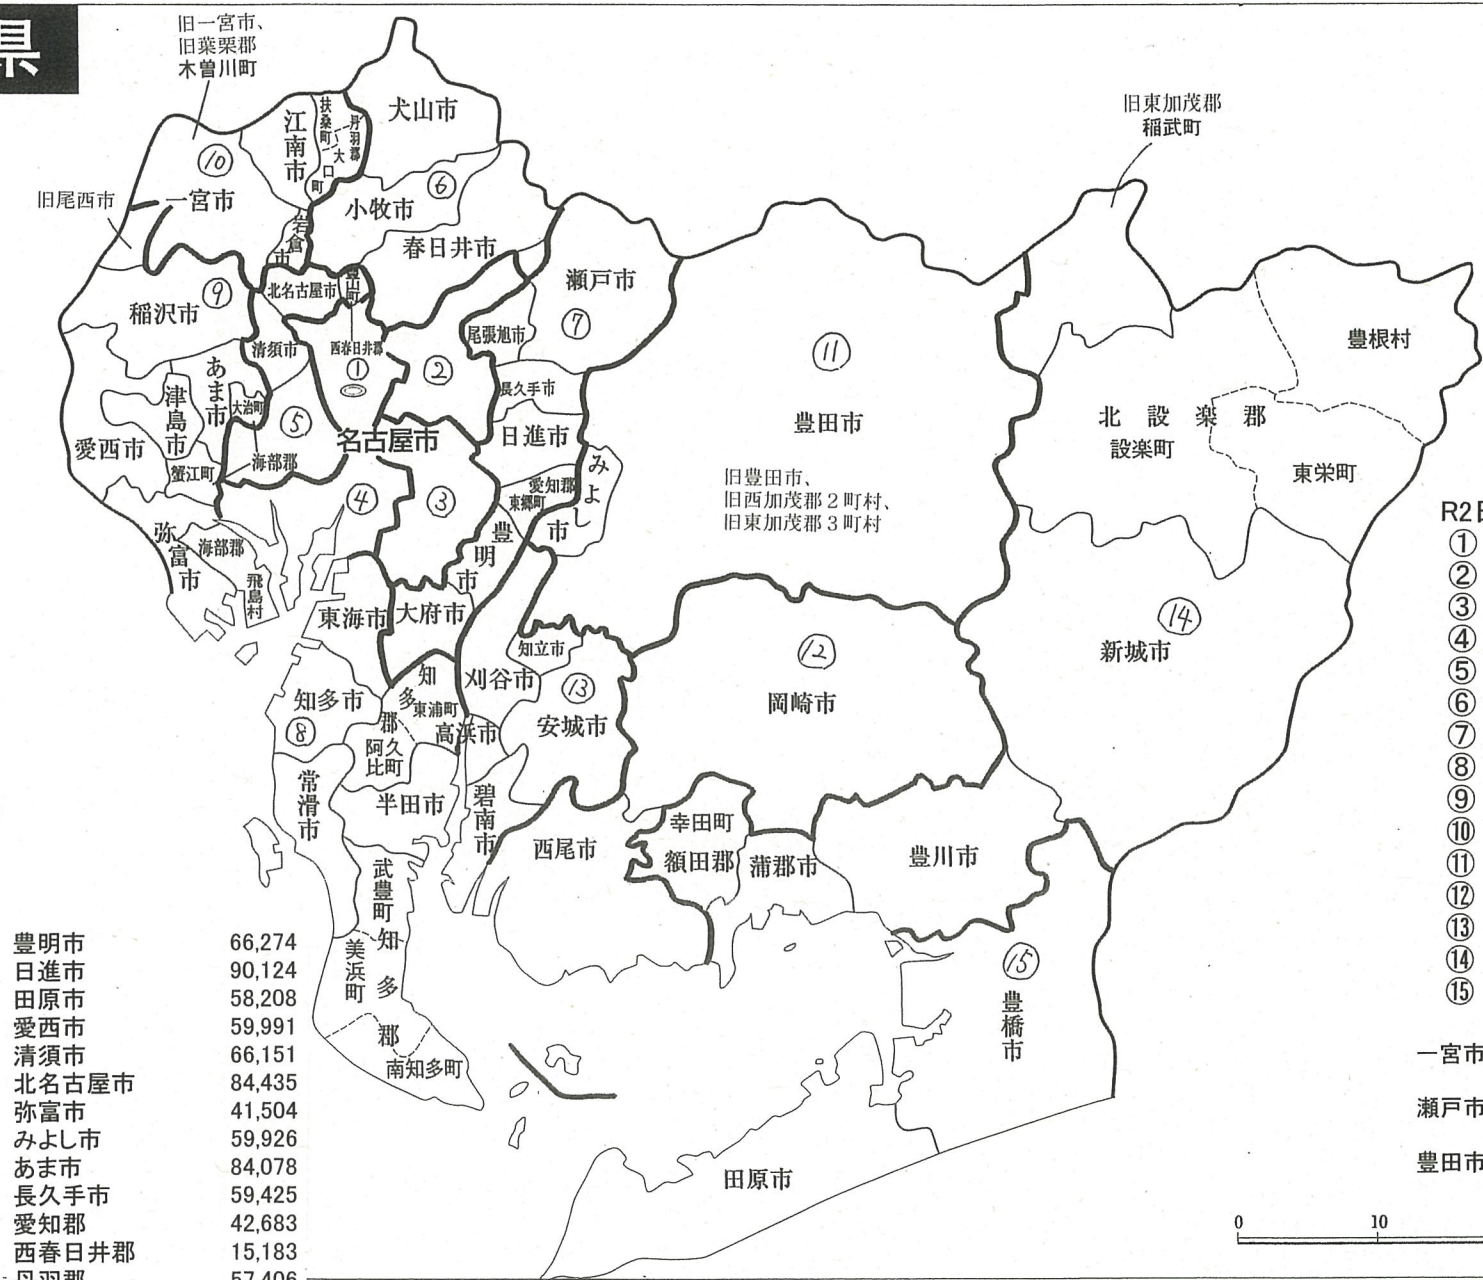 県
旧一宮市、
旧葉栗郡
木曽川町
旧尾西市
旧東加茂郡
稲武町
犬山市
扶桑町
丹羽郡
大口町
江南市
⑩
一宮市
⑥
小牧市
岩倉市
春日井市
瀬戸市
⑦
北名古屋市
豊山町
西春日井郡
⑨
稲沢市
清須市
①
②
尾張旭市
⑪
豊田市
旧豊田市、
旧西加茂郡2町村、
旧東加茂郡3町村
豊根村
北設楽郡
設楽町
東栄町
あま市
津島市
大治町
⑤
長久手市
名古屋市
日進市
愛西市
蟹江町
海部郡
④
③
愛知郡
東郷町
みよし市
豊明市
弥富市
海部郡
飛島村
東海市
大府市
知立市
⑫
岡崎市
⑭
新城市
知多市
⑧
知多郡
東浦町
刈谷市
⑬
安城市
高浜市
阿久比町
半田市
常滑市
碧南市
西尾市
幸田町
額田郡
蒲郡市
豊川市
武豊町
知多郡
美浜町
南知多町
⑮
豊橋市
田原市
豊明市 66,274
日進市 90,124
田原市 58,208
愛西市 59,991
清須市 66,151
北名古屋市 84,435
弥富市 41,504
みよし市 59,926
あま市 84,078
長久手市 59,425
愛知郡 42,683
西春日井郡 15,183
丹羽郡 57,406
R2
①
②
③
④
⑤
⑥
⑦
⑧
⑨
⑩
⑪
⑫
⑬
⑭
⑮
一宮市
瀬戸市
豊田市
0 10